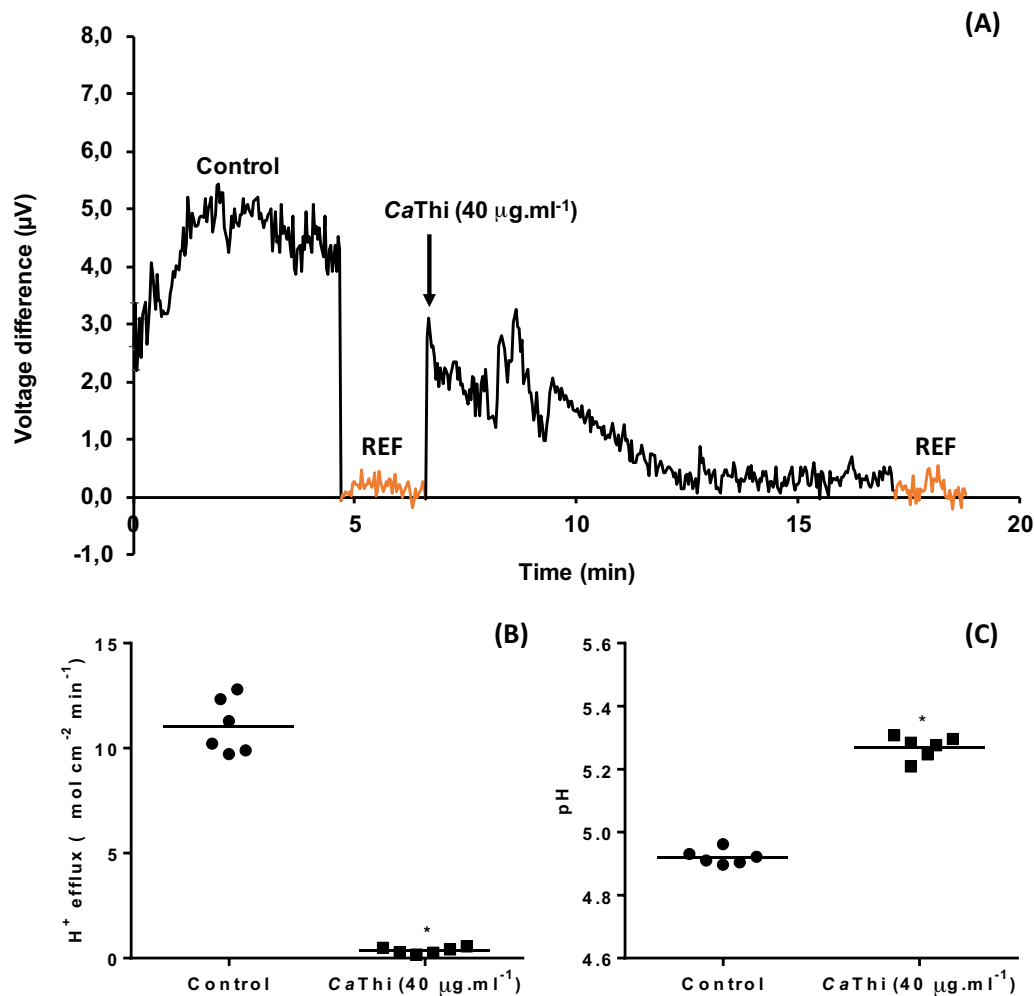 (A)
8,0
7,0
6,0
5,0
4,0
3,0
2,0
1,0
0,0
-1,0
Voltage difference (µV)
Control
CaThi (40 μg.ml⁻¹)
REF
REF
0 5 10 15 20
Time (min)
(B)
15
10
5
0
H⁺ efflux ( mol cm⁻² min⁻¹)
*
Control CaThi (40 μg.ml⁻¹)
(C)
5.6
5.4
5.2
5.0
4.8
4.6
pH
*
Control CaThi (40 μg.ml⁻¹)